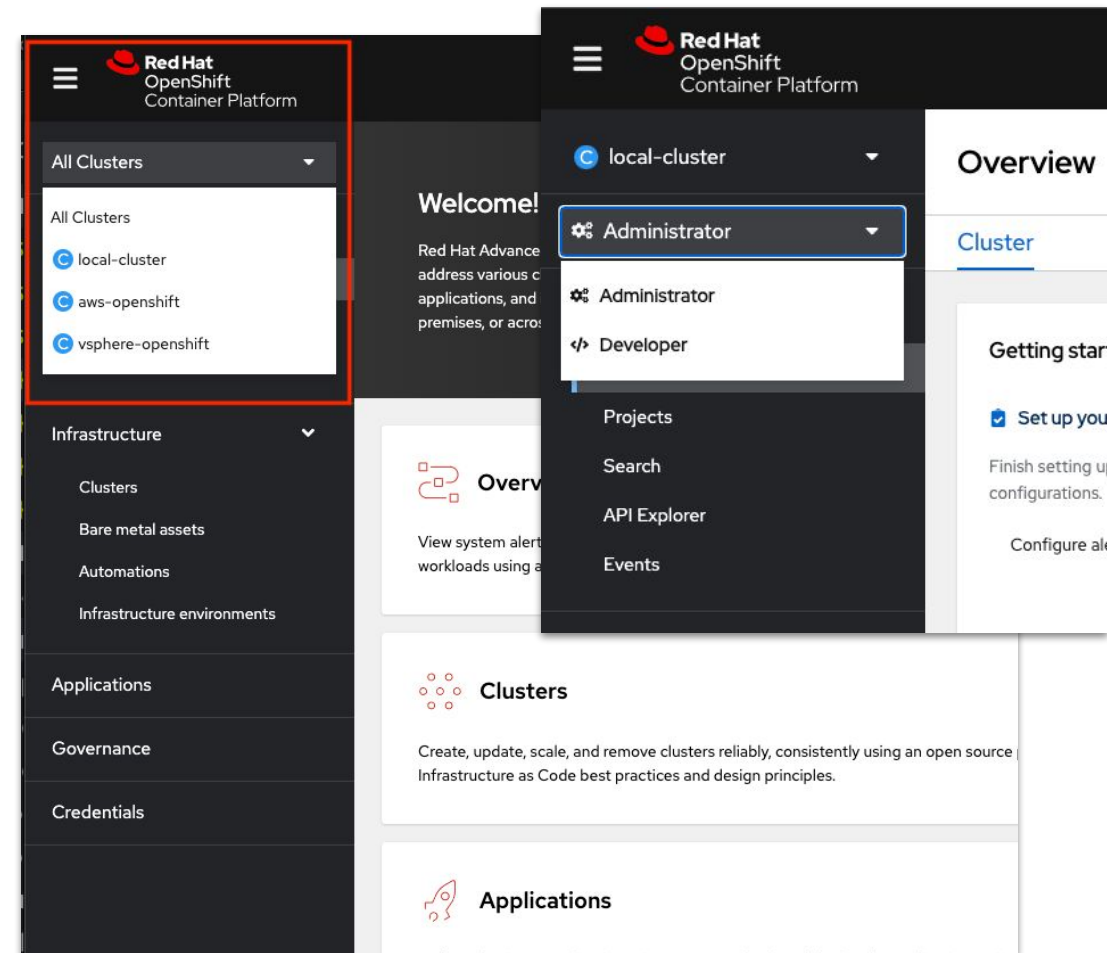 Red Hat
OpenShift
Container Platform
All Clusters
All Clusters
C local-cluster
C aws-openshift
C vsphere-openshift
Infrastructure
Clusters
Bare metal assets
Automations
Infrastructure environments
Applications
Governance
Credentials
Welcome!
Red Hat Advance
address various c
applications, and
premises, or acros
Overv
View system alert
workloads using a
Clusters
Create, update, scale, and remove clusters reliably, consistently using an open source
Infrastructure as Code best practices and design principles.
Applications
Red Hat
OpenShift
Container Platform
C local-cluster
Administrator
Administrator
Developer
Projects
Search
API Explorer
Events
Overview
Cluster
Getting star
Set up you
Finish setting up
configurations.
Configure ale